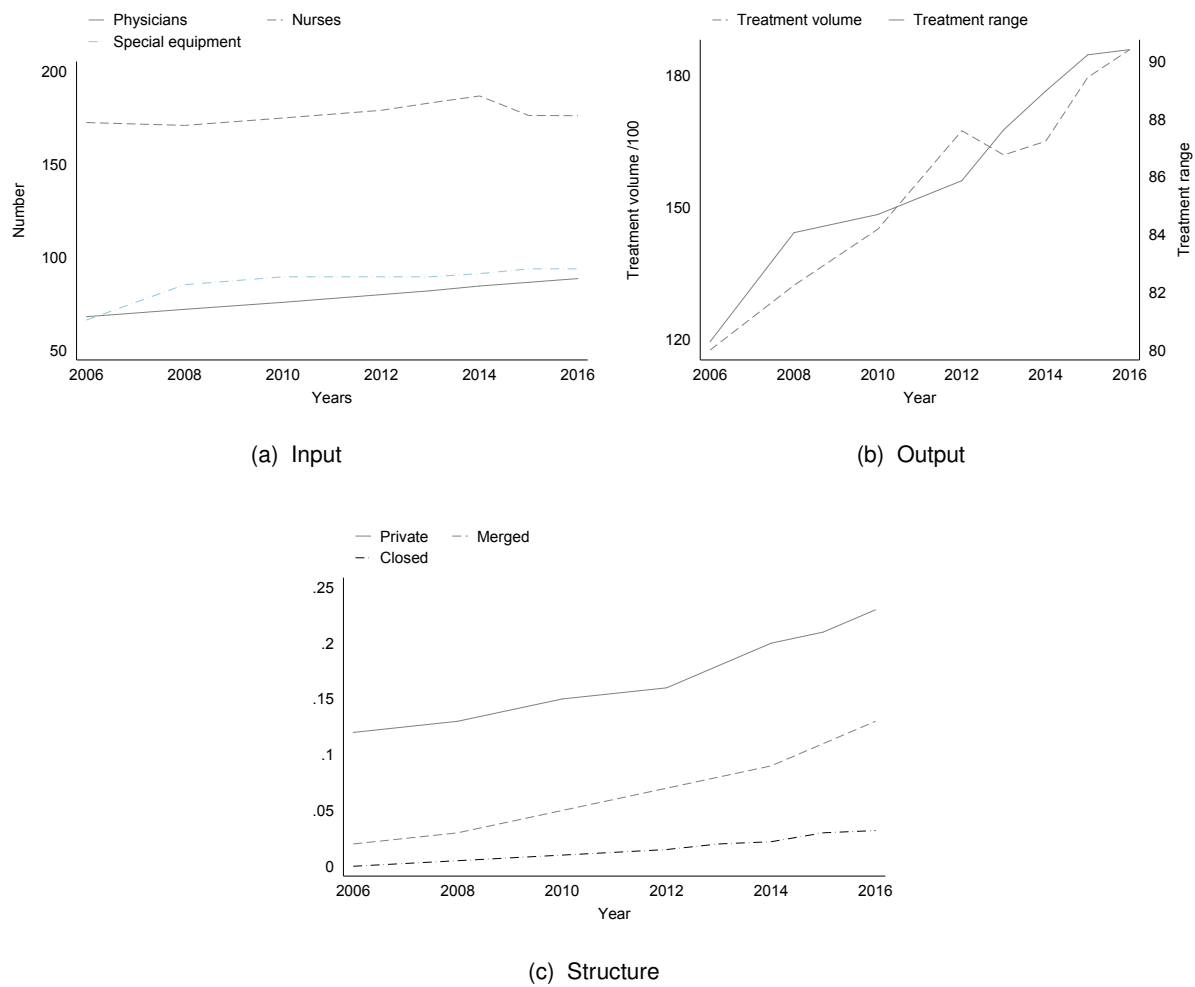 Physicians Nurses
Special equipment
200
150
100
50
Number
2006 2008 2010 2012 2014 2016
Years
(a) Input
Treatment volume Treatment range
180
150
120
Treatment volume /100
90
88
86
84
82
80
Treatment range
2006 2008 2010 2012 2014 2016
Year
(b) Output
Private Merged
Closed
.25
.2
.15
.1
.05
0
2006 2008 2010 2012 2014 2016
Year
(c) Structure